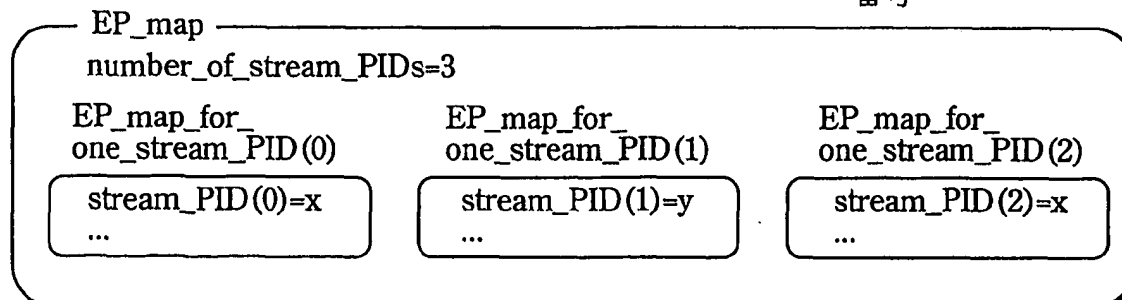 EP_map
number_of_stream_PIDs=3
EP_map_for_
one_stream_PID(0)
stream_PID(0)=x
...
EP_map_for_
one_stream_PID(1)
stream_PID(1)=y
...
EP_map_for_
one_stream_PID(2)
stream_PID(2)=x
...